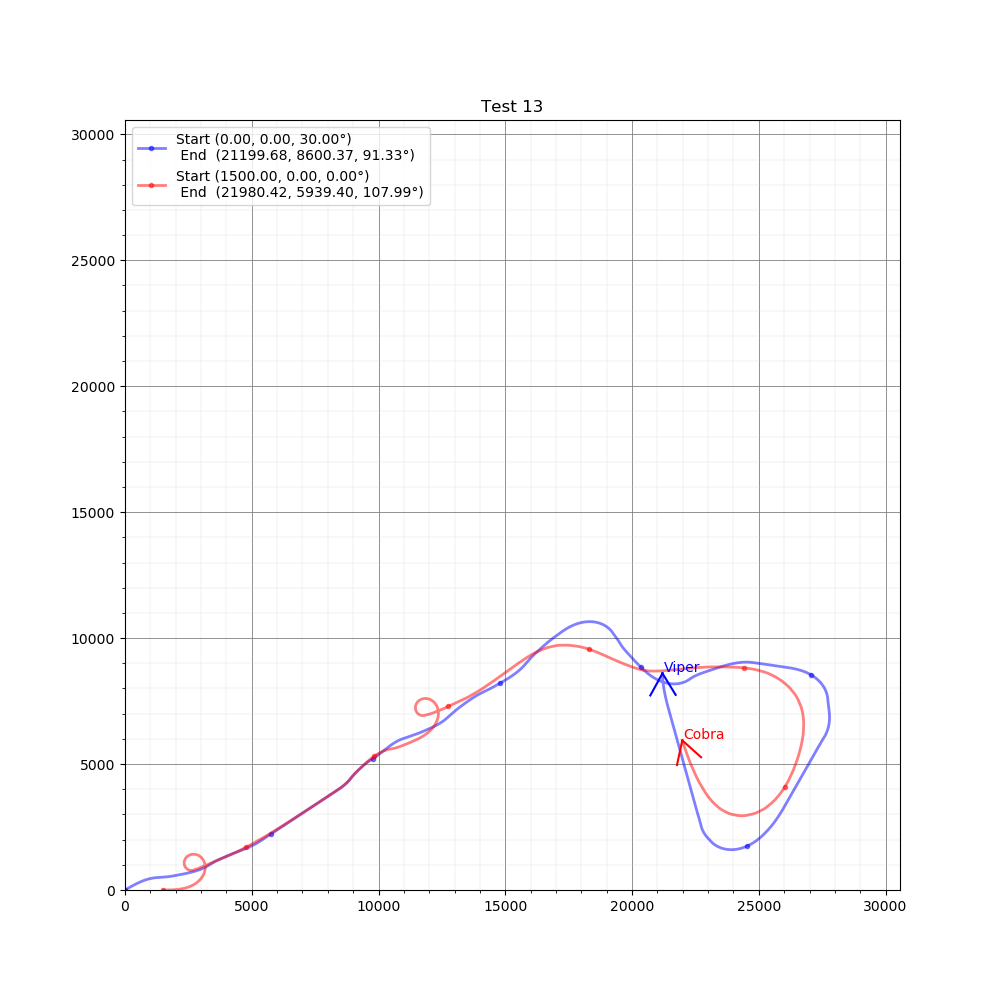 Test 13
Start (0.00, 0.00, 30.00°)
End (21199.68, 8600.37, 91.33°)
Start (1500.00, 0.00, 0.00°)
End (21980.42, 5939.40, 107.99°)
30000
25000
20000
15000
10000
5000
0
Viper
Cobra
0 5000 10000 15000 20000 25000 30000